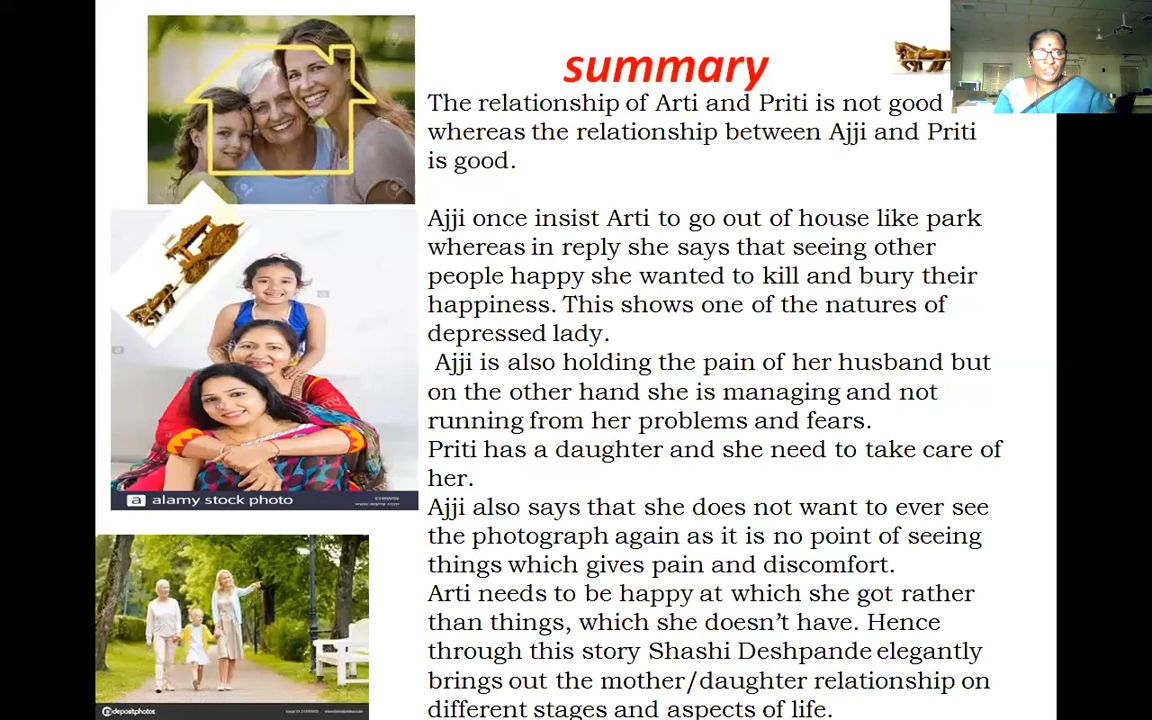 summary
The relationship of Arti and Priti is not good
whereas the relationship between Ajji and Priti
is good.
Ajji once insist Arti to go out of house like park
whereas in reply she says that seeing other
people happy she wanted to kill and bury their
happiness. This shows one of the natures of
depressed lady.
Ajji is also holding the pain of her husband but
on the other hand she is managing and not
running from her problems and fears.
Priti has a daughter and she need to take care of
her.
Ajji also says that she does not want to ever see
the photograph again as it is no point of seeing
things which gives pain and discomfort.
Arti needs to be happy at which she got rather
than things, which she doesn't have. Hence
through this story Shashi Deshpande elegantly
brings out the mother/daughter relationship on
different stages and aspects of life.
a alamy stock photo
depositphotos